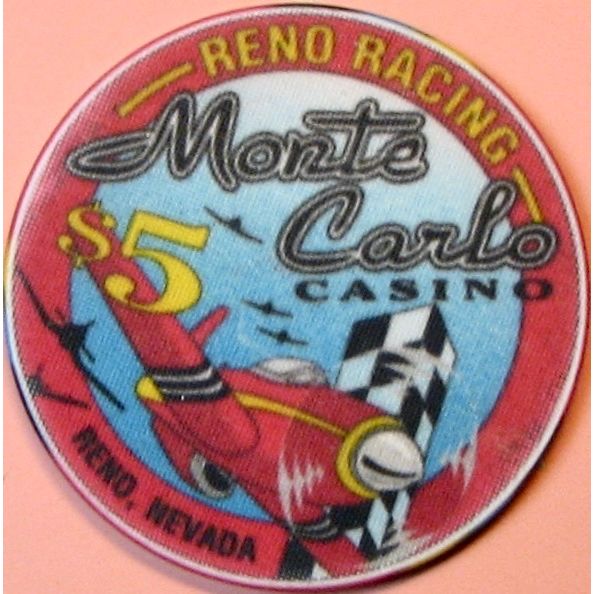 RENO RACING
Monte
Carlo
$5
CASINO
RENO, NEVADA